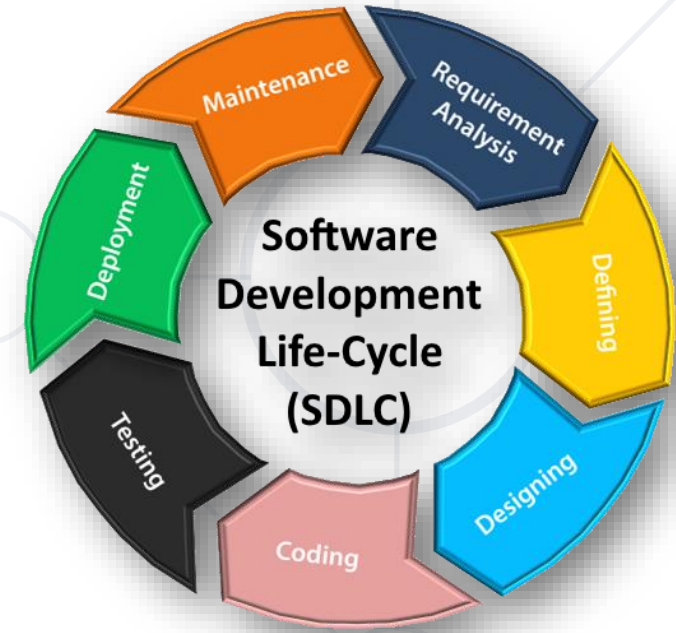 Software
Development
Life-Cycle
(SDLC)
Requirement
Analysis
Defining
Designing
Coding
Testing
Deployment
Maintenance